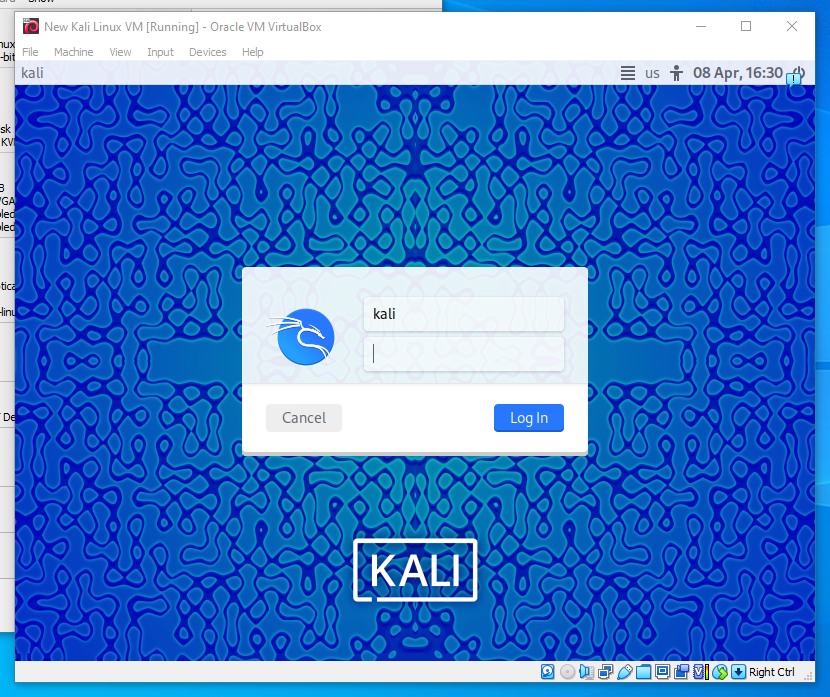 New Kali Linux VM [Running] - Oracle VM VirtualBox
File Machine View Input Devices Help
kali
us 08 Apr, 16:30
kali
Cancel Log In
KALI
Right Ctrl